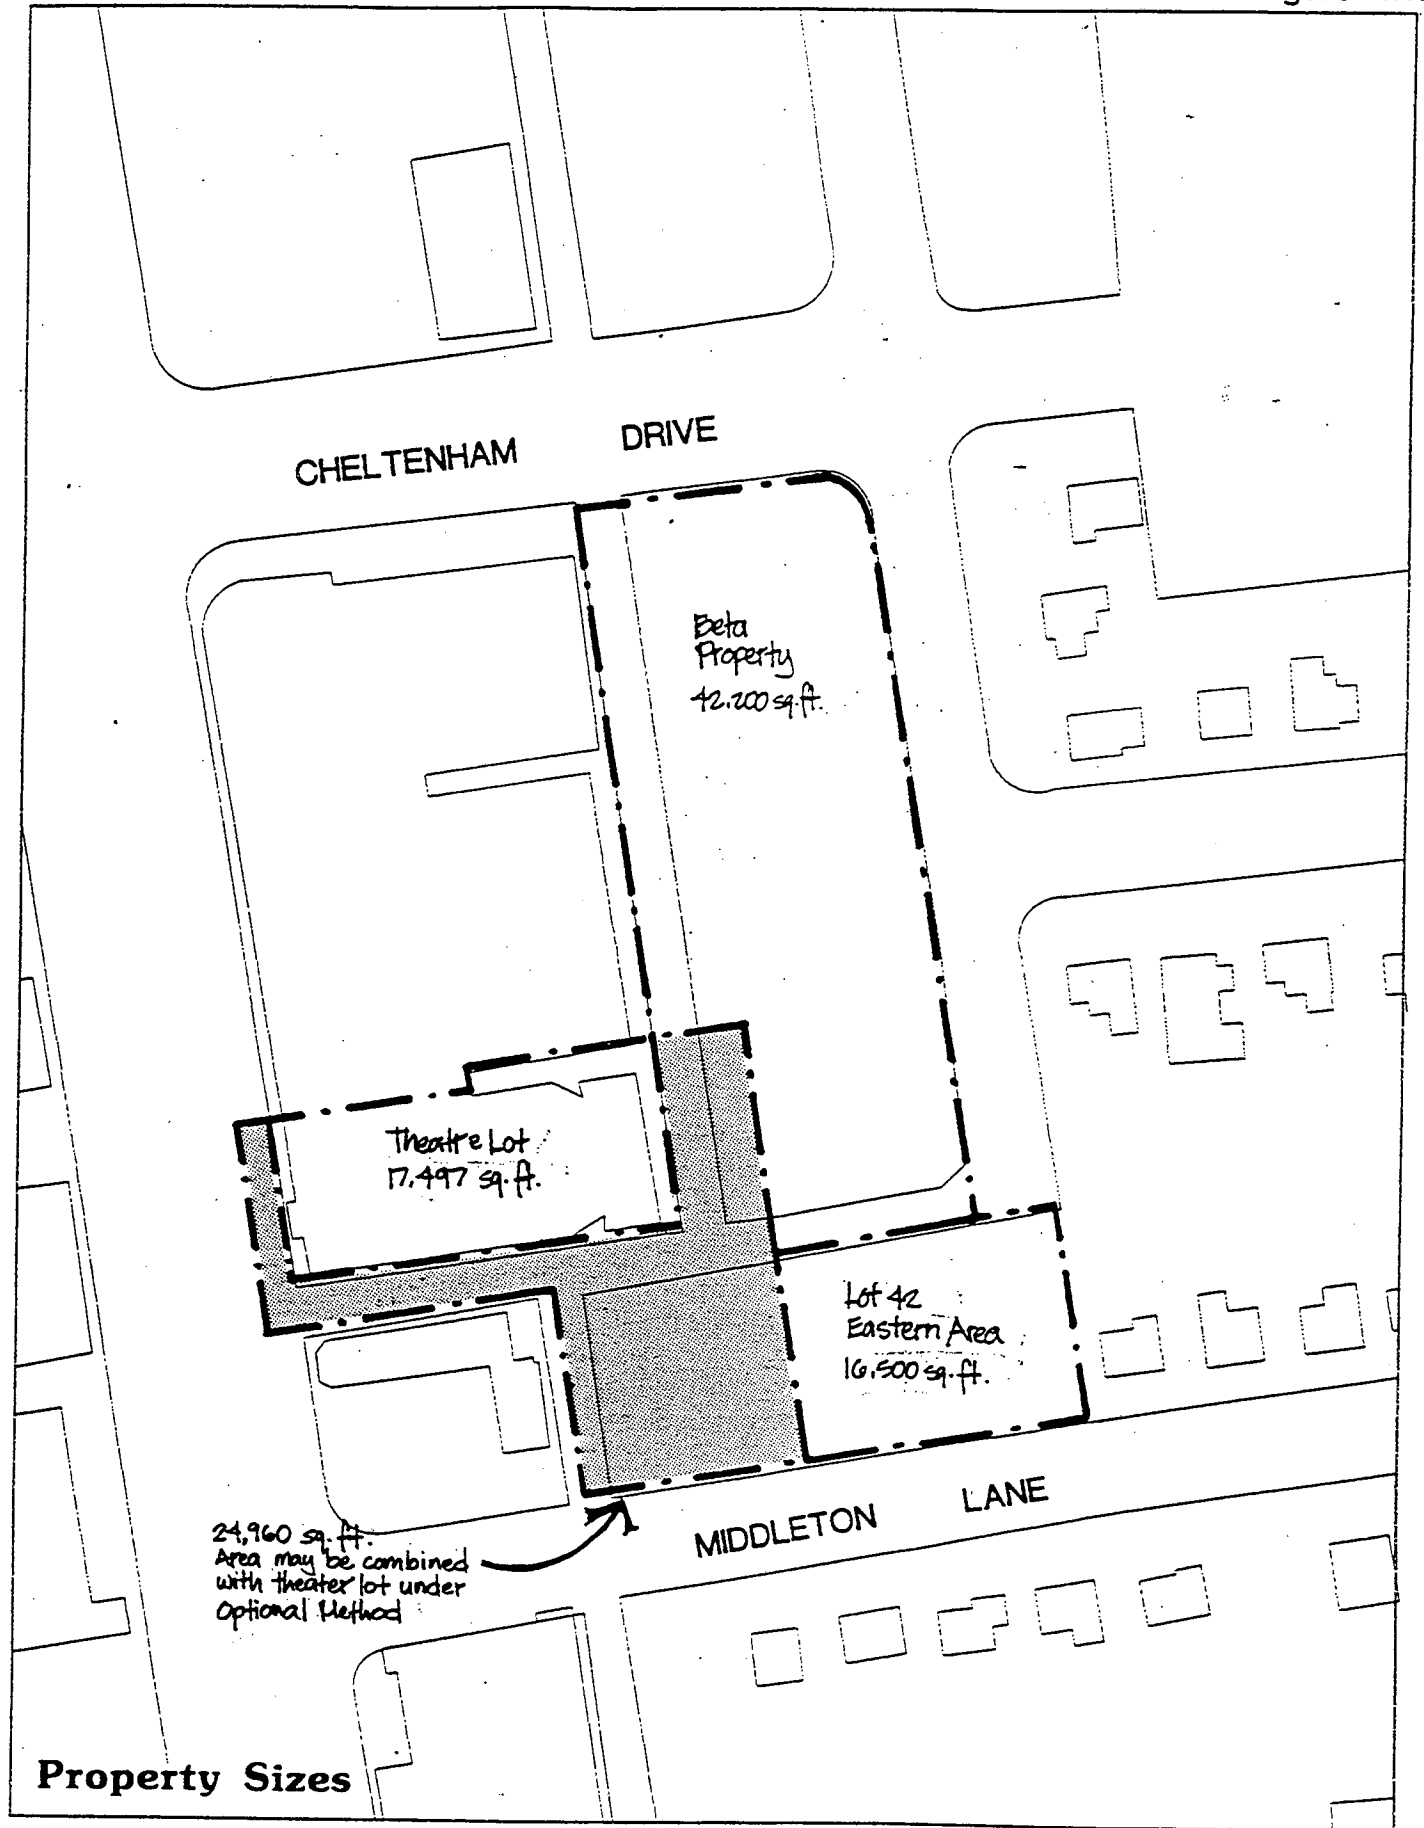 CHELTENHAM DRIVE
Beta
Property
42,200 sq.ft.
Theatre Lot
17,497 sq.ft.
Lot 42
Eastern Area
16,500 sq.ft.
MIDDLETON LANE
24,960 sq.ft.
Area may be combined
with theater lot under
Optional Method
Property Sizes